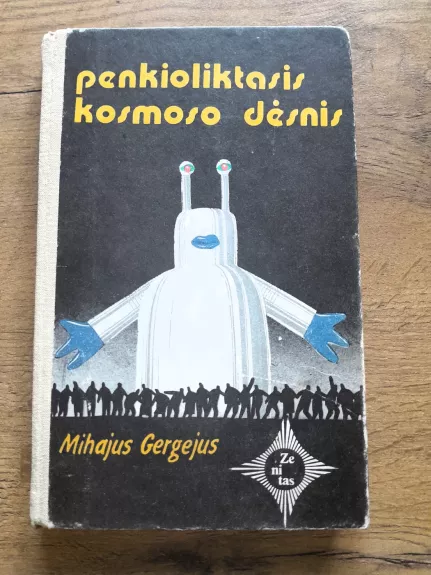 penkioliktasis
kosmoso dėsnis
Mihajus Gergejus
Ze
ni
tas